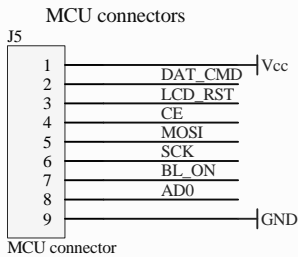 MCU connectors
J5
1 Vcc
2 DAT_CMD
3 LCD_RST
4 CE
5 MOSI
6 SCK
7 BL_ON
8 AD0
9 GND
MCU connector